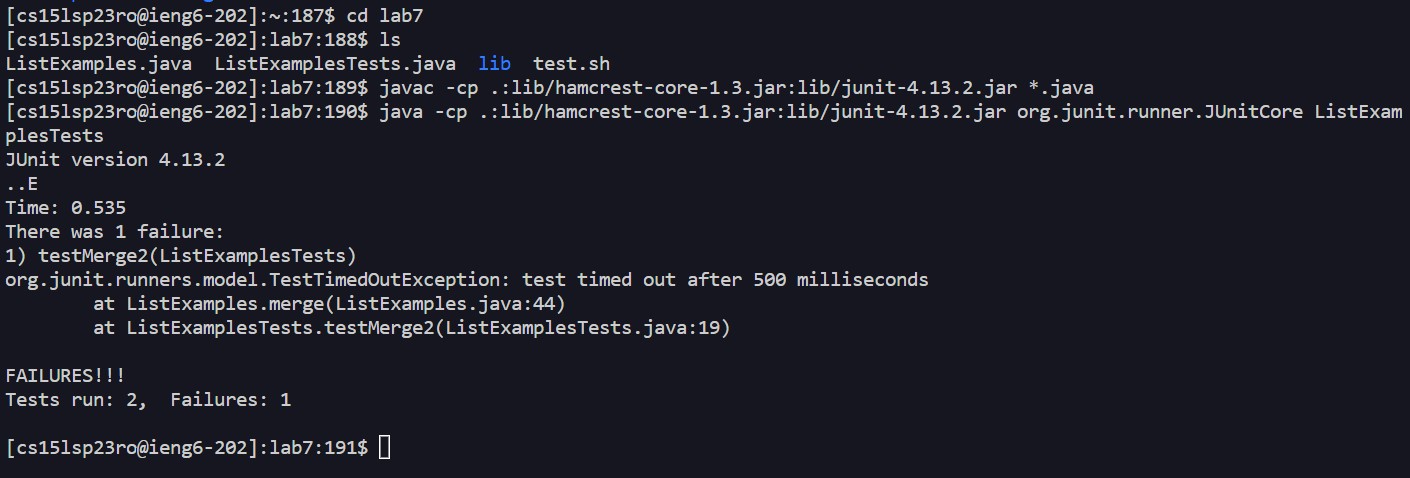 [cs15lsp23ro@ieng6-202]:~:187$ cd lab7
[cs15lsp23ro@ieng6-202]:lab7:188$ ls
ListExamples.java  ListExamplesTests.java  lib  test.sh
[cs15lsp23ro@ieng6-202]:lab7:189$ javac -cp .:lib/hamcrest-core-1.3.jar:lib/junit-4.13.2.jar *.java
[cs15lsp23ro@ieng6-202]:lab7:190$ java -cp .:lib/hamcrest-core-1.3.jar:lib/junit-4.13.2.jar org.junit.runner.JUnitCore ListExam
plesTests
JUnit version 4.13.2
..E
Time: 0.535
There was 1 failure:
1) testMerge2(ListExamplesTests)
org.junit.runners.model.TestTimedOutException: test timed out after 500 milliseconds
        at ListExamples.merge(ListExamples.java:44)
        at ListExamplesTests.testMerge2(ListExamplesTests.java:19)

FAILURES!!!
Tests run: 2,  Failures: 1

[cs15lsp23ro@ieng6-202]:lab7:191$